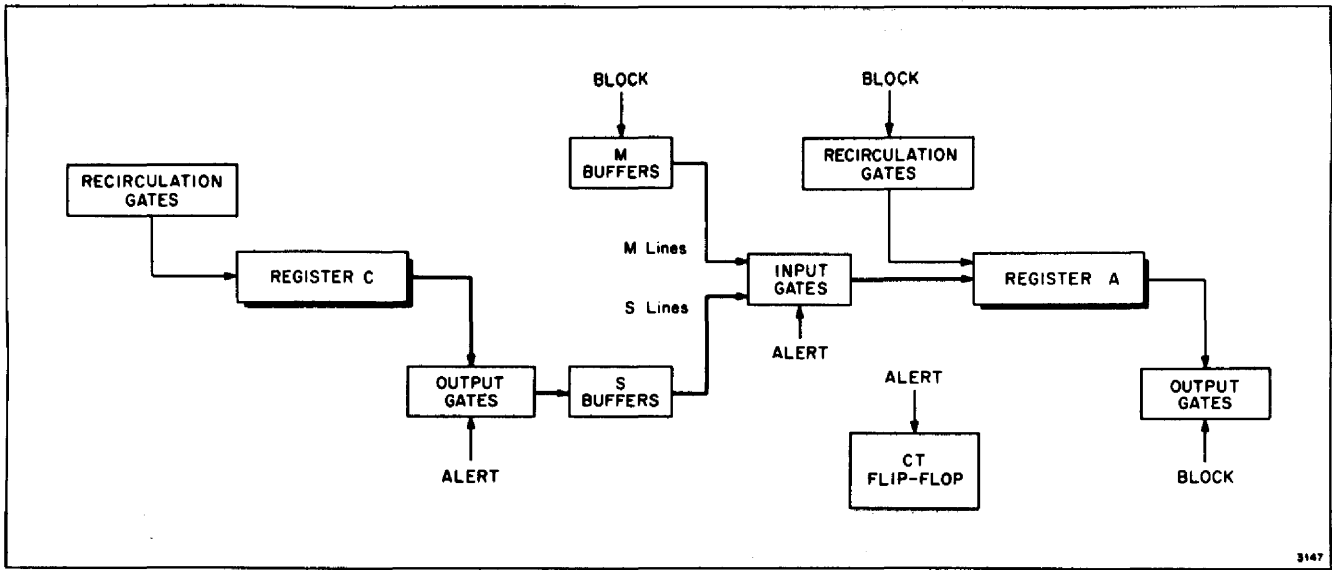 BLOCK
BLOCK
M
BUFFERS
RECIRCULATION
GATES
RECIRCULATION
GATES
M Lines
REGISTER C
INPUT
GATES
REGISTER A
S Lines
ALERT
OUTPUT
GATES
S
BUFFERS
ALERT
OUTPUT
GATES
ALERT
CT
FLIP-FLOP
BLOCK
3147